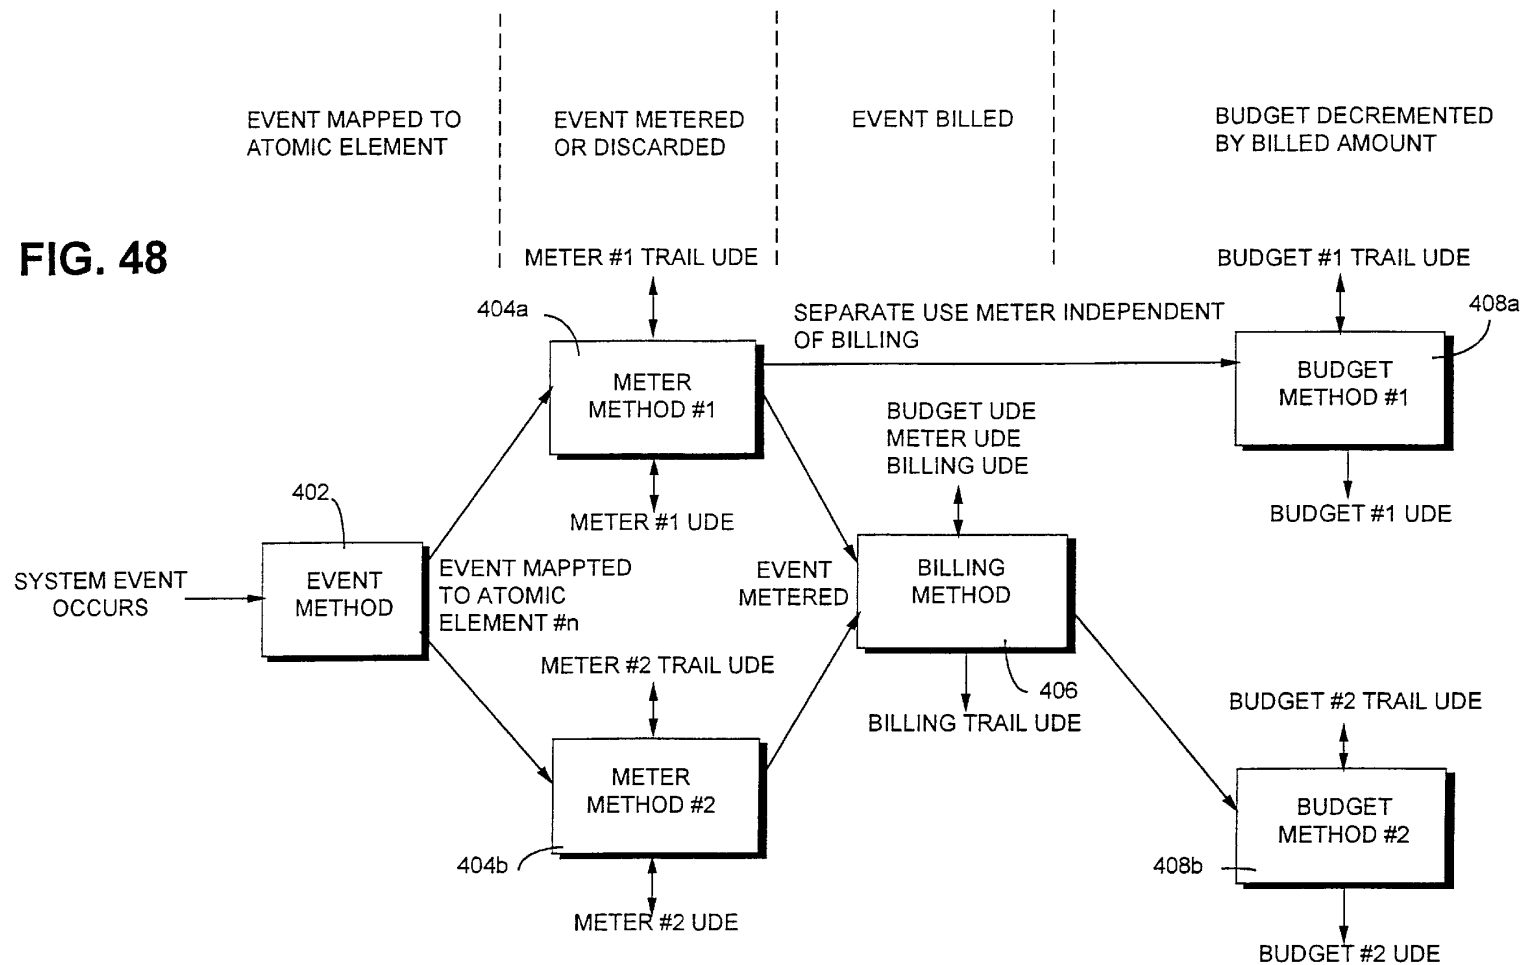 EVENT MAPPED TO
ATOMIC ELEMENT
EVENT METERED
OR DISCARDED
EVENT BILLED
BUDGET DECREMENTED
BY BILLED AMOUNT
FIG. 48
METER #1 TRAIL UDE
BUDGET #1 TRAIL UDE
404a
SEPARATE USE METER INDEPENDENT
OF BILLING
408a
METER
METHOD #1
BUDGET
METHOD #1
BUDGET UDE
METER UDE
BILLING UDE
METER #1 UDE
BUDGET #1 UDE
402
SYSTEM EVENT
OCCURS
EVENT
METHOD
EVENT MAPPTED
TO ATOMIC
ELEMENT #n
EVENT
METERED
BILLING
METHOD
406
METER #2 TRAIL UDE
BILLING TRAIL UDE
BUDGET #2 TRAIL UDE
METER
METHOD #2
BUDGET
METHOD #2
404b
408b
METER #2 UDE
BUDGET #2 UDE